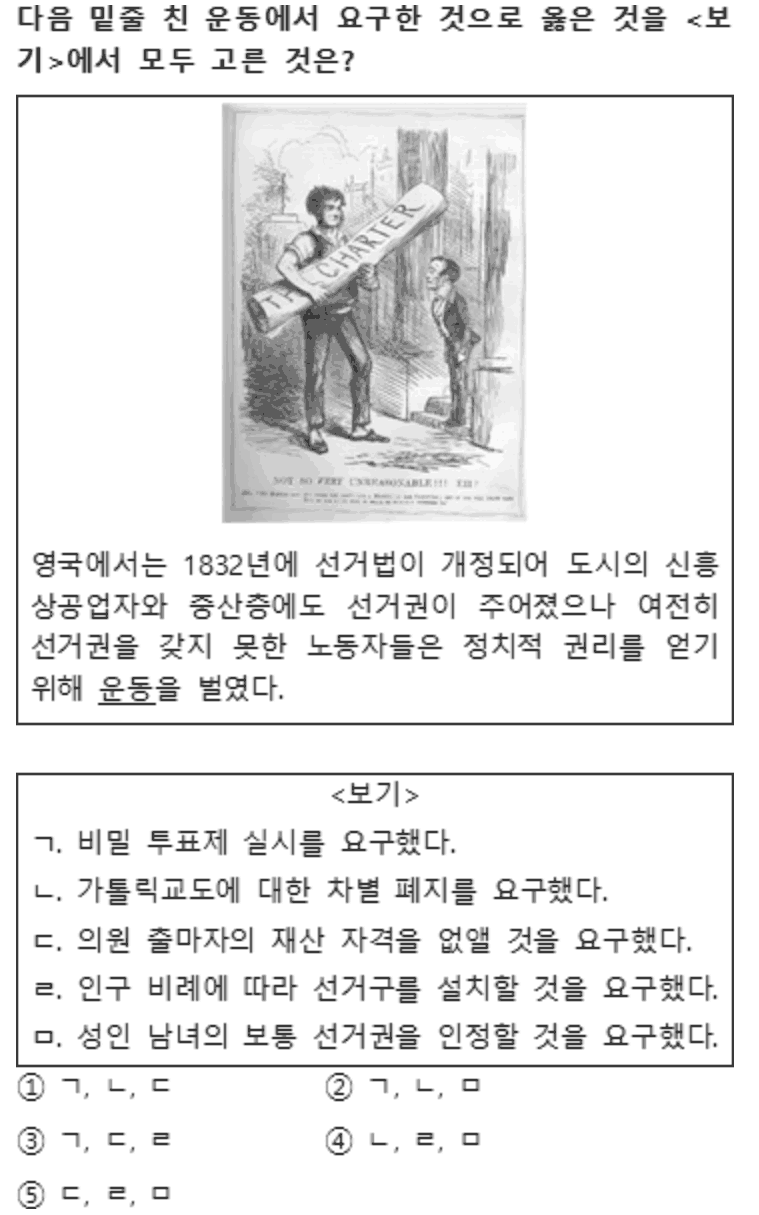 다음 밑줄 친 운동에서 요구한 것으로 옳은 것을 <보
기>에서 모두 고른 것은?
THE CHARTER
NOT SO VERY UNREASONABLE!!! EH?
영국에서는 1832년에 선거법이 개정되어 도시의 신흥
상공업자와 중산층에도 선거권이 주어졌으나 여전히
선거권을 갖지 못한 노동자들은 정치적 권리를 얻기
위해 운동을 벌였다.
<보기>
ㄱ. 비밀 투표제 실시를 요구했다.
ㄴ. 가톨릭교도에 대한 차별 폐지를 요구했다.
ㄷ. 의원 출마자의 재산 자격을 없앨 것을 요구했다.
ㄹ. 인구 비례에 따라 선거구를 설치할 것을 요구했다.
ㅁ. 성인 남녀의 보통 선거권을 인정할 것을 요구했다.
① ㄱ, ㄴ, ㄷ ② ㄱ, ㄴ, ㅁ
③ ㄱ, ㄷ, ㄹ ④ ㄴ, ㄹ, ㅁ
⑤ ㄷ, ㄹ, ㅁ